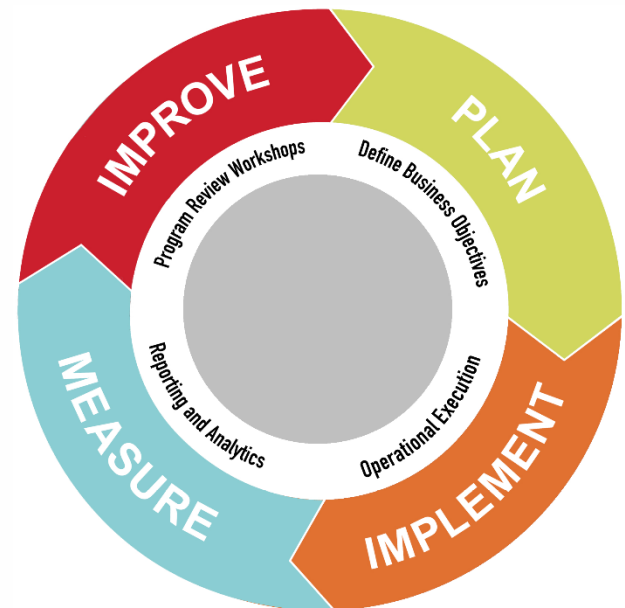 IMPROVE
PLAN
Program Review Workshops
Define Business Objectives
Reporting and Analytics
Operational Execution
MEASURE
IMPLEMENT